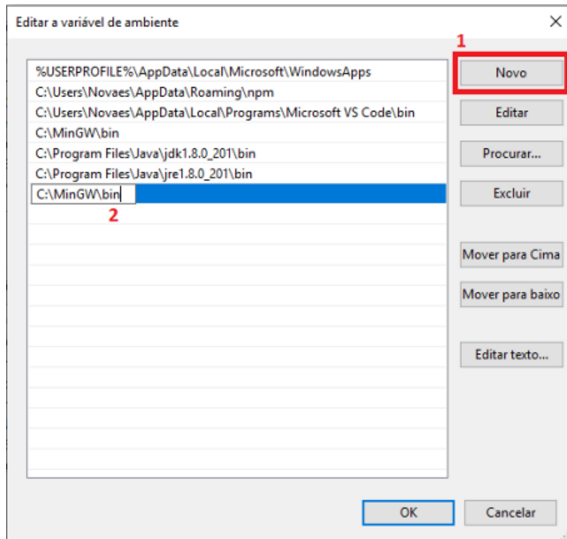 Editar a variável de ambiente
1
%USERPROFILE%\AppData\Local\Microsoft\WindowsApps
Novo
C:\Users\Novaes\AppData\Roaming\npm
C:\Users\Novaes\AppData\Local\Programs\Microsoft VS Code\bin
Editar
C:\MinGW\bin
C:\Program Files\Java\jdk1.8.0_201\bin
Procurar...
C:\Program Files\Java\jre1.8.0_201\bin
C:\MinGW\bin
Excluir
2
Mover para Cima
Mover para baixo
Editar texto...
OK
Cancelar